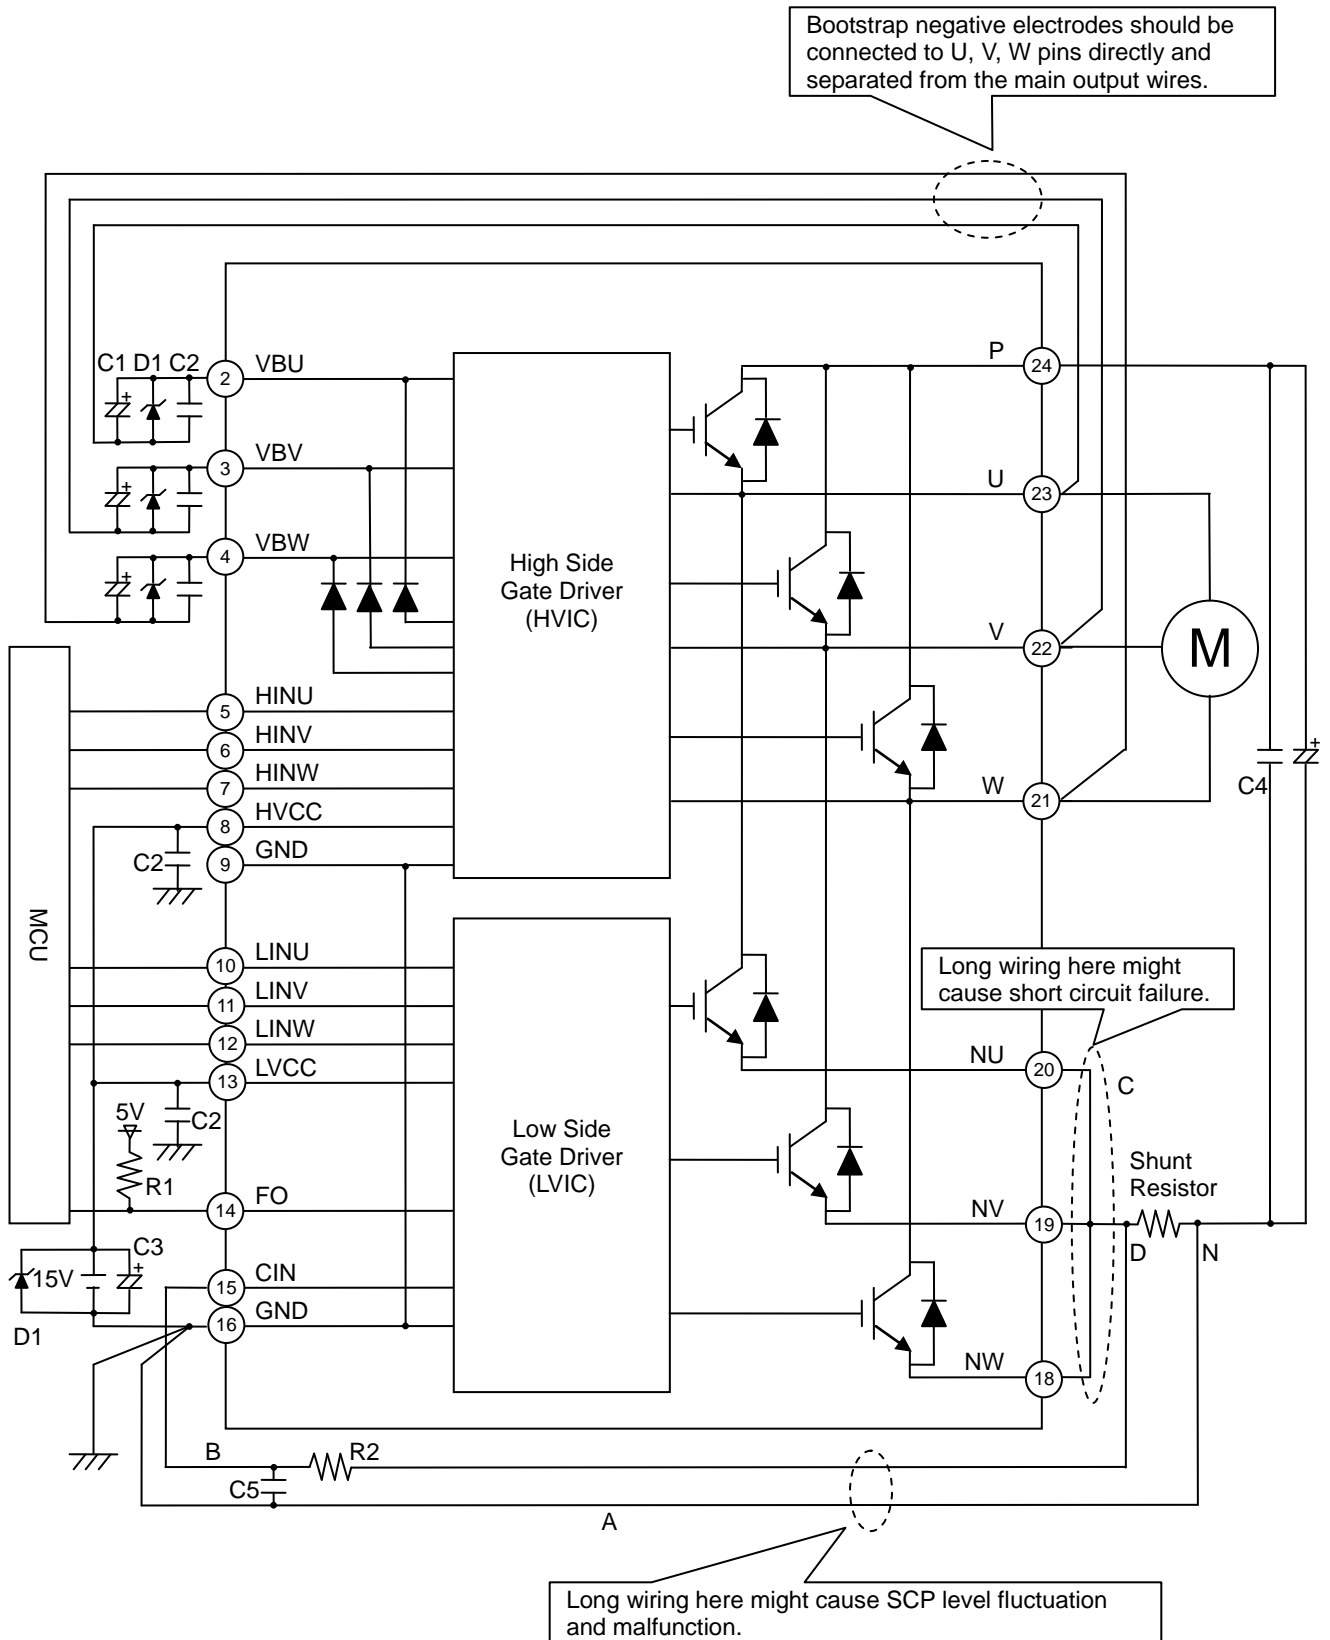 Bootstrap negative electrodes should be
connected to U, V, W pins directly and
separated from the main output wires.
C1 D1 C2
2
VBU
P
24
3
VBV
U
23
4
VBW
High Side
Gate Driver
(HVIC)
V
22
M
5
HINU
6
HINV
7
HINW
W
21
C4
+
8
HVCC
C2
9
GND
MCU
10
LINU
11
LINV
12
LINW
13
LVCC
C2
5V
R1
14
FO
Low Side
Gate Driver
(LVIC)
Long wiring here might
cause short circuit failure.
NU
20
C
Shunt
Resistor
NV
19
D
N
C3
+
15V
D1
15
CIN
16
GND
NW
18
B
R2
C5
A
Long wiring here might cause SCP level fluctuation
and malfunction.
+
+
+